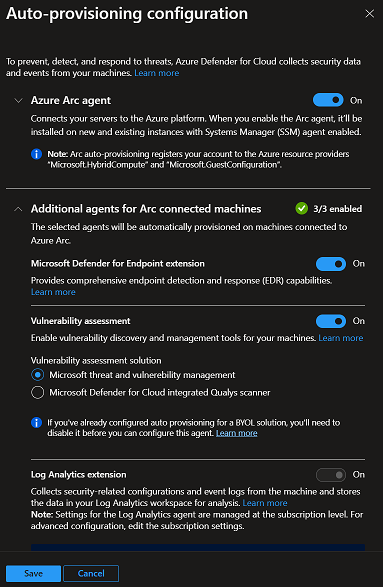 Auto-provisioning configuration
To prevent, detect, and respond to threats, Azure Defender for Cloud collects security data
and events from your machines. Learn more
Azure Arc agent
On
Connects your servers to the Azure platform. When you enable the Arc agent, it'll be
installed on new and existing instances with Systems Manager (SSM) agent enabled.
Note: Arc auto-provisioning registers your account to the Azure resource providers
"Microsoft.HybridCompute" and "Microsoft.GuestConfiguration".
Additional agents for Arc connected machines
3/3 enabled
The selected agents will be automatically provisioned on machines connected to
Azure Arc.
Microsoft Defender for Endpoint extension
On
Provides comprehensive endpoint detection and response (EDR) capabilities.
Learn more
Vulnerability assessment
On
Enable vulnerability discovery and management tools for your machines. Learn more
Vulnerability assessment solution
Microsoft threat and vulnerebility management
Microsoft Defender for Cloud integrated Qualys scanner
If you've already configured auto provisioning for a BYOL solution, you'll need to
disable it before you can configure this agent. Learn more
Log Analytics extension
On
Collects security-related configurations and event logs from the machine and stores
the data in your Log Analytics workspace for analysis. Learn more
Note: Settings for the Log Analytics agent are managed at the subscription level. For
advanced configuration, edit the subscription settings.
Save
Cancel